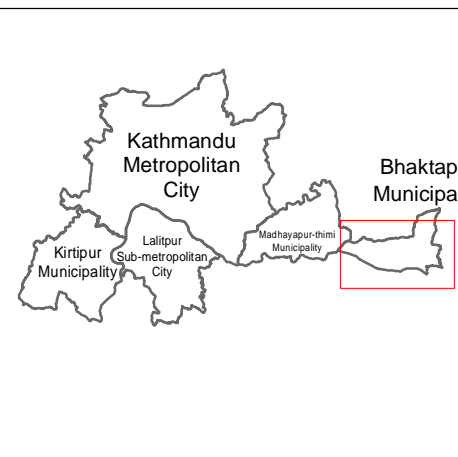 Kathmandu
Metropolitan
City
Bhaktap
Municipa
Kirtipur
Municipality
Lalitpur
Sub-metropolitan
City
Madhayapur-thimi
Municipality